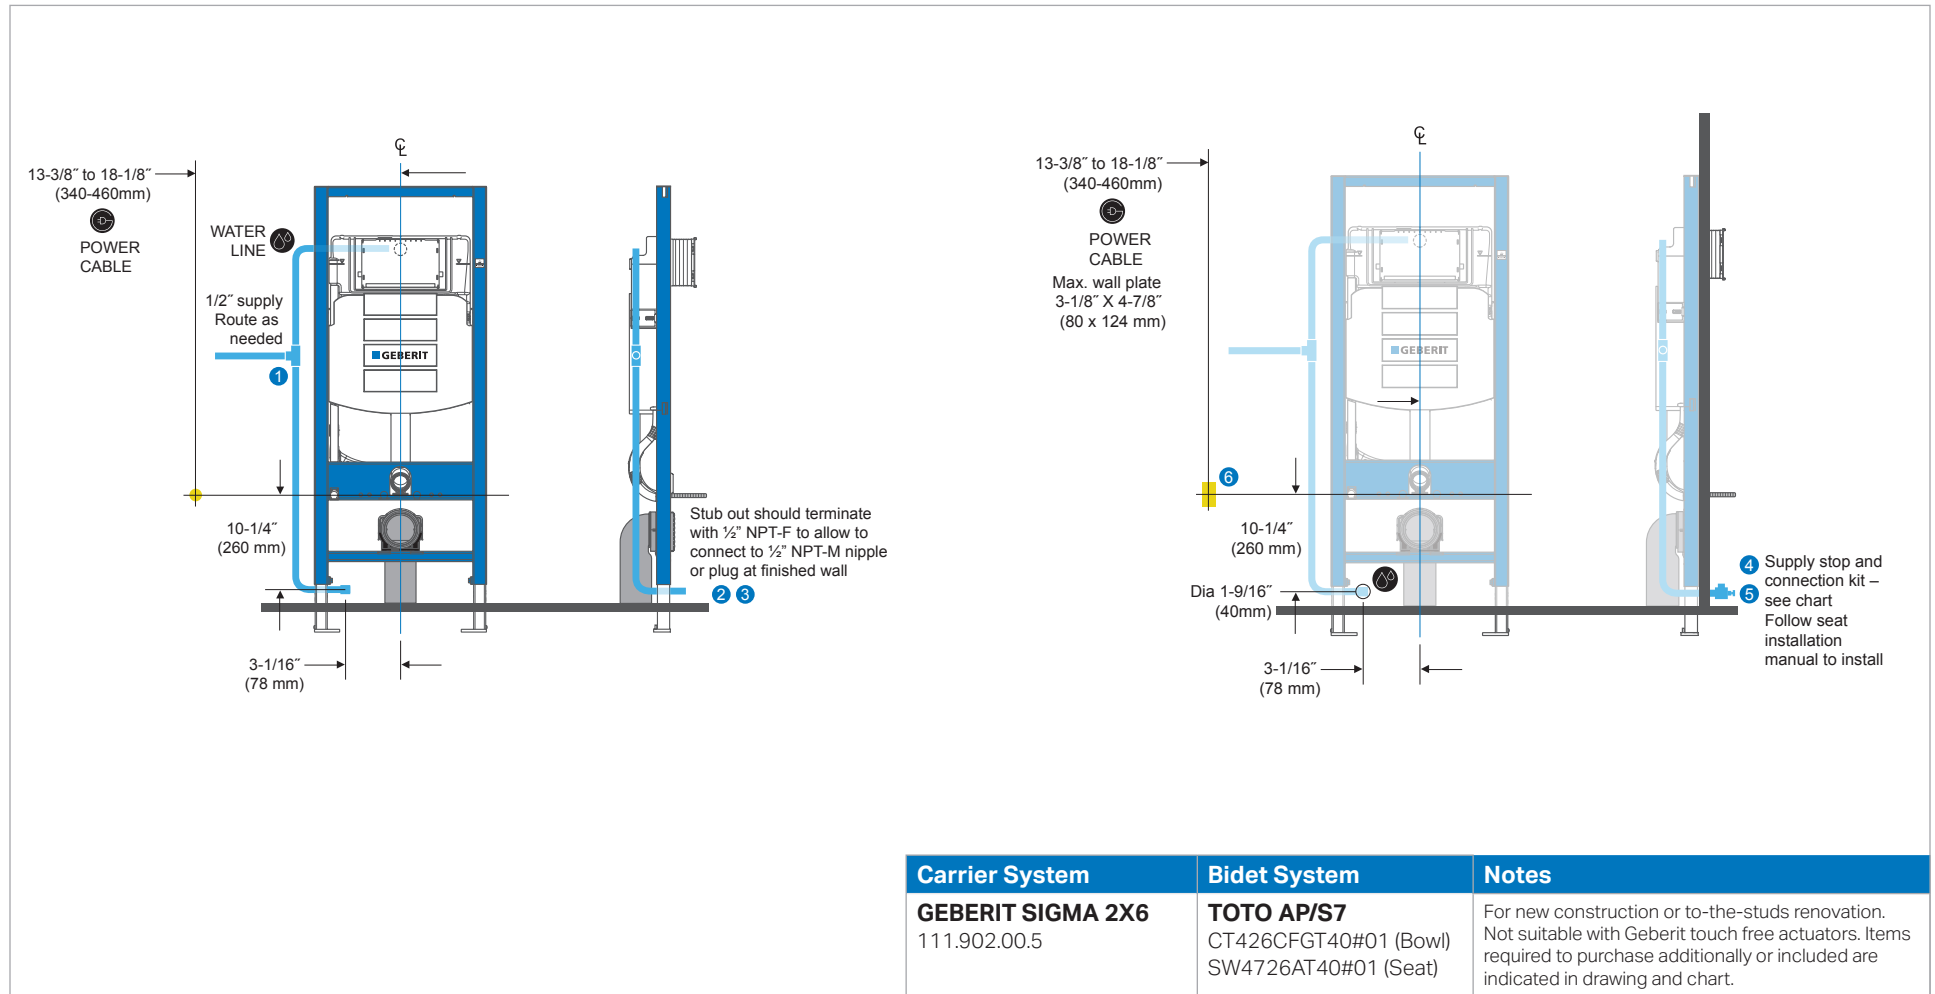 ℄
13-3/8˝ to 18-1/8˝
(340-460mm)
POWER
CABLE
WATER
LINE
1/2˝ supply
Route as
needed
1
GEBERIT
10-1/4˝
(260 mm)
3-1/16˝
(78 mm)
Stub out should terminate
with ½” NPT-F to allow to
connect to ½” NPT-M nipple
or plug at finished wall
2 3
℄
13-3/8˝ to 18-1/8˝
(340-460mm)
POWER
CABLE
Max. wall plate
3-1/8˝ X 4-7/8˝
(80 x 124 mm)
GEBERIT
6
10-1/4˝
(260 mm)
Dia 1-9/16˝
(40mm)
3-1/16˝
(78 mm)
4 Supply stop and
connection kit –
5 see chart
Follow seat
installation
manual to install
Carrier System
Bidet System
Notes
GEBERIT SIGMA 2X6
111.902.00.5
TOTO AP/S7
CT426CFGT40#01 (Bowl)
SW4726AT40#01 (Seat)
For new construction or to-the-studs renovation.
Not suitable with Geberit touch free actuators. Items
required to purchase additionally or included are
indicated in drawing and chart.